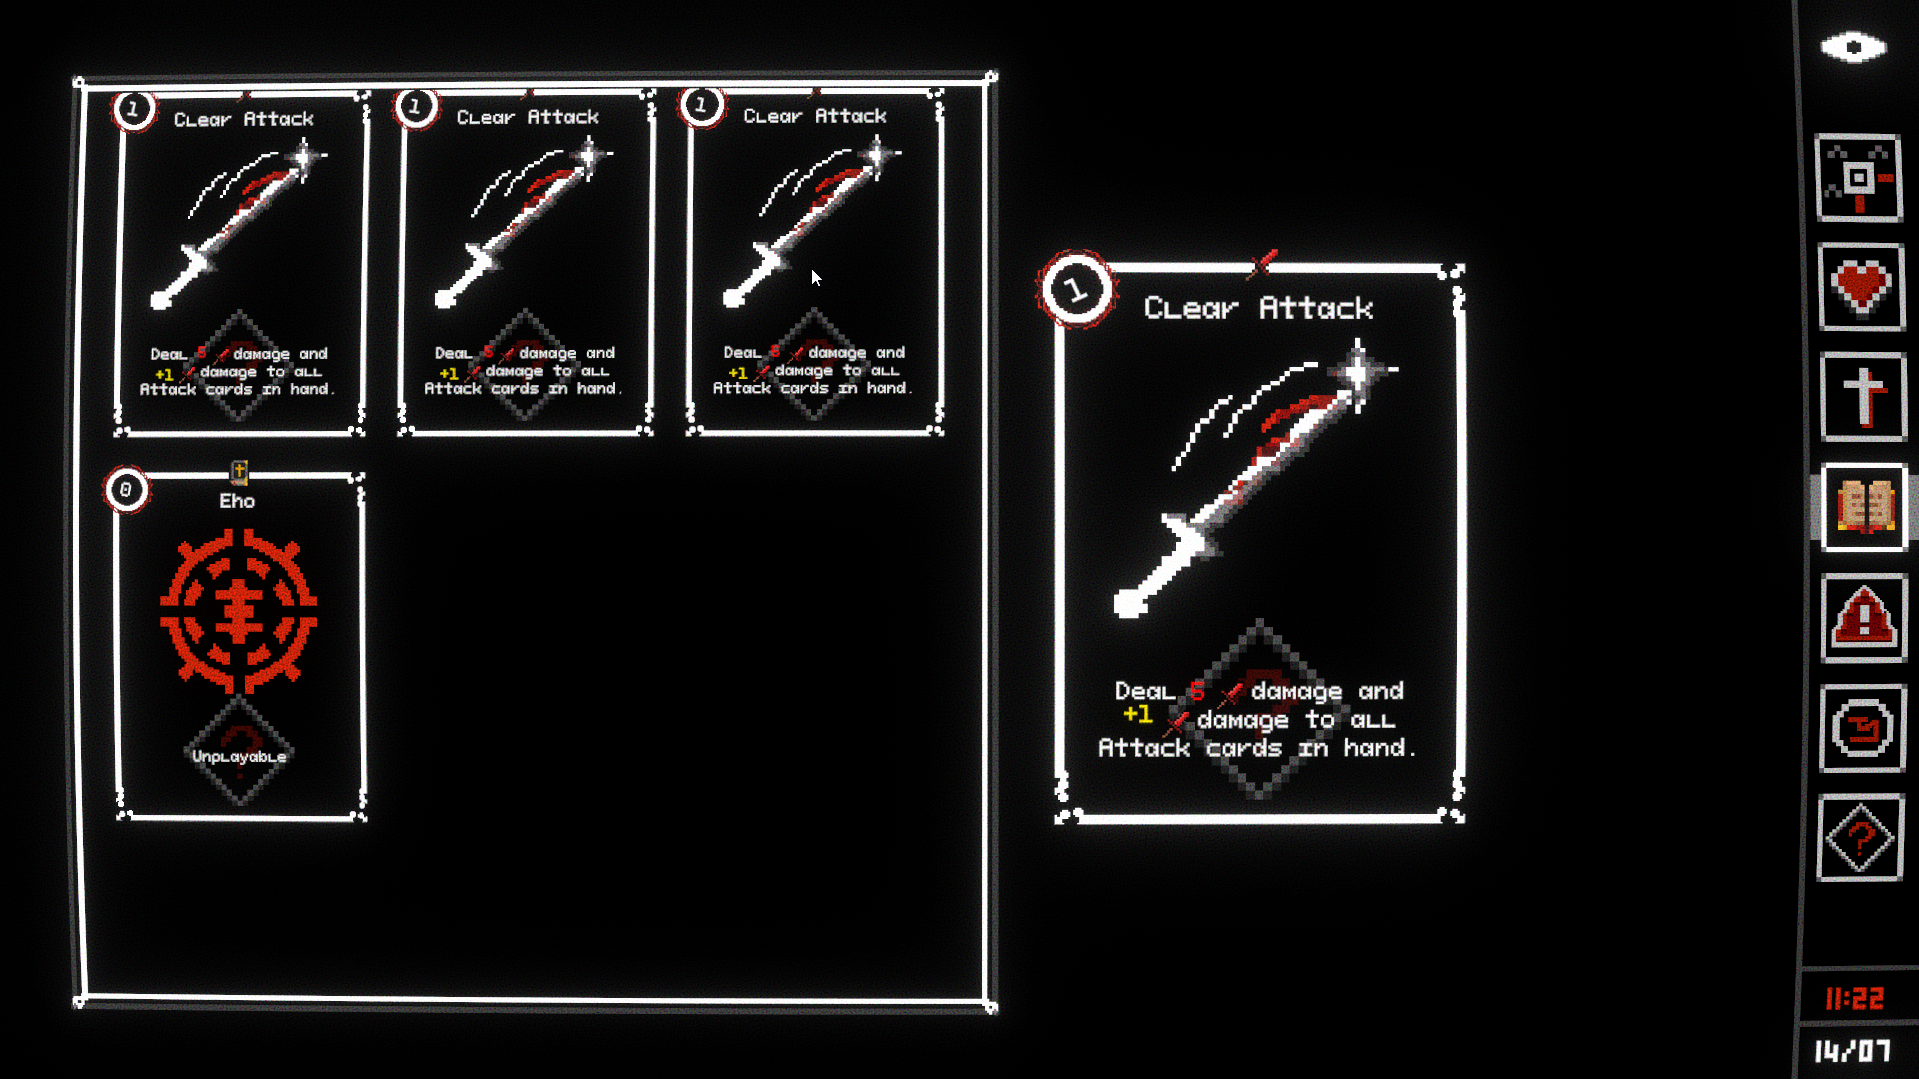 1
Clear Attack
Deal 5 damage and
+1 damage to all
Attack cards in hand.
1
Clear Attack
Deal 5 damage and
+1 damage to all
Attack cards in hand.
1
Clear Attack
Deal 5 damage and
+1 damage to all
Attack cards in hand.
0
Eho
?
Unplayable
1
Clear Attack
Deal 5 damage and
+1 damage to all
Attack cards in hand.
!
?
11:22
14/07